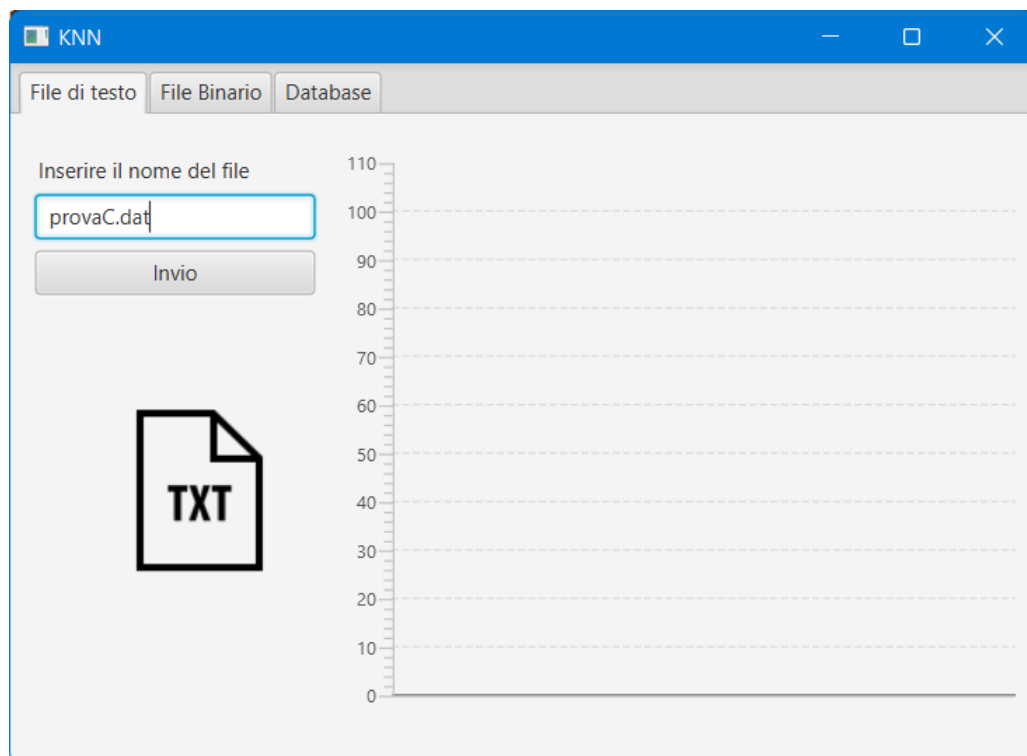 KNN
File di testo File Binario Database
Inserire il nome del file
provaC.dat
Invio
TXT
110
100
90
80
70
60
50
40
30
20
10
0